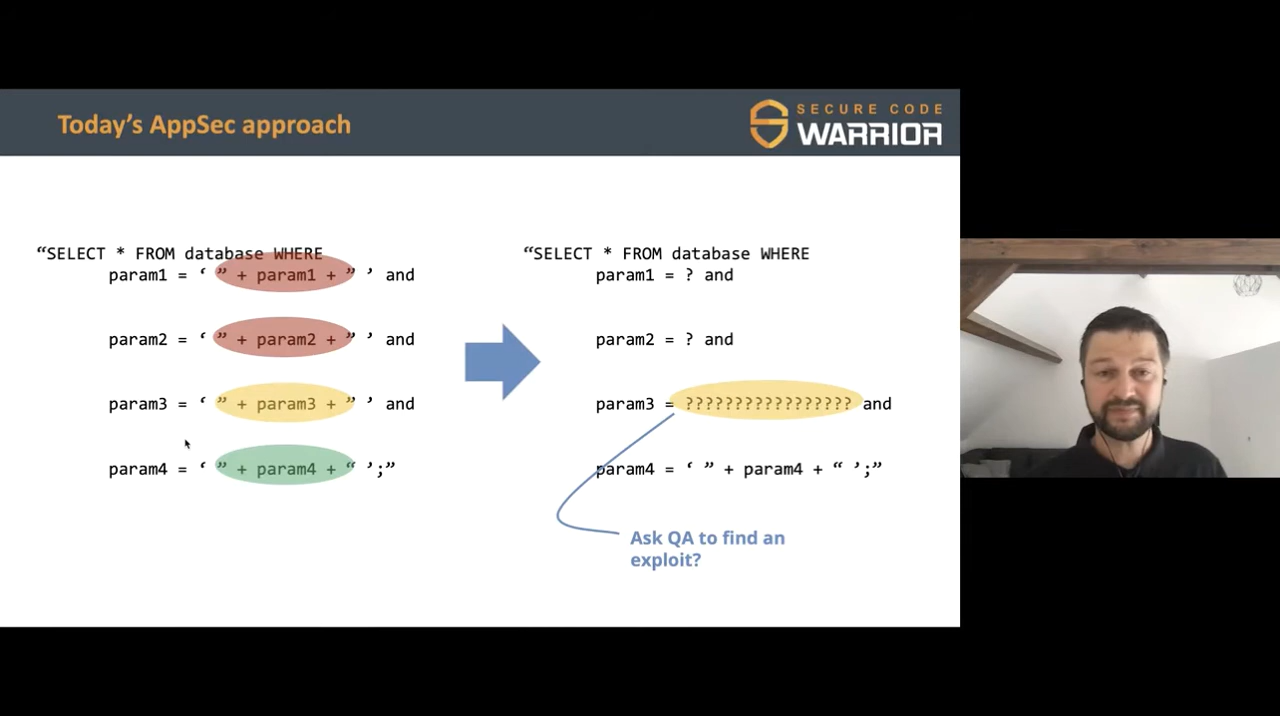 Today’s AppSec approach
SECURE CODE
WARRIOR
“SELECT * FROM database WHERE
param1 = ‘ ” + param1 + ” ’ and
param2 = ‘ ” + param2 + ” ’ and
param3 = ‘ ” + param3 + ” ’ and
param4 = ‘ ” + param4 + “ ’;”
“SELECT * FROM database WHERE
param1 = ? and
param2 = ? and
param3 = ????????????????? and
param4 = ‘ ” + param4 + “ ’;”
Ask QA to find an
exploit?